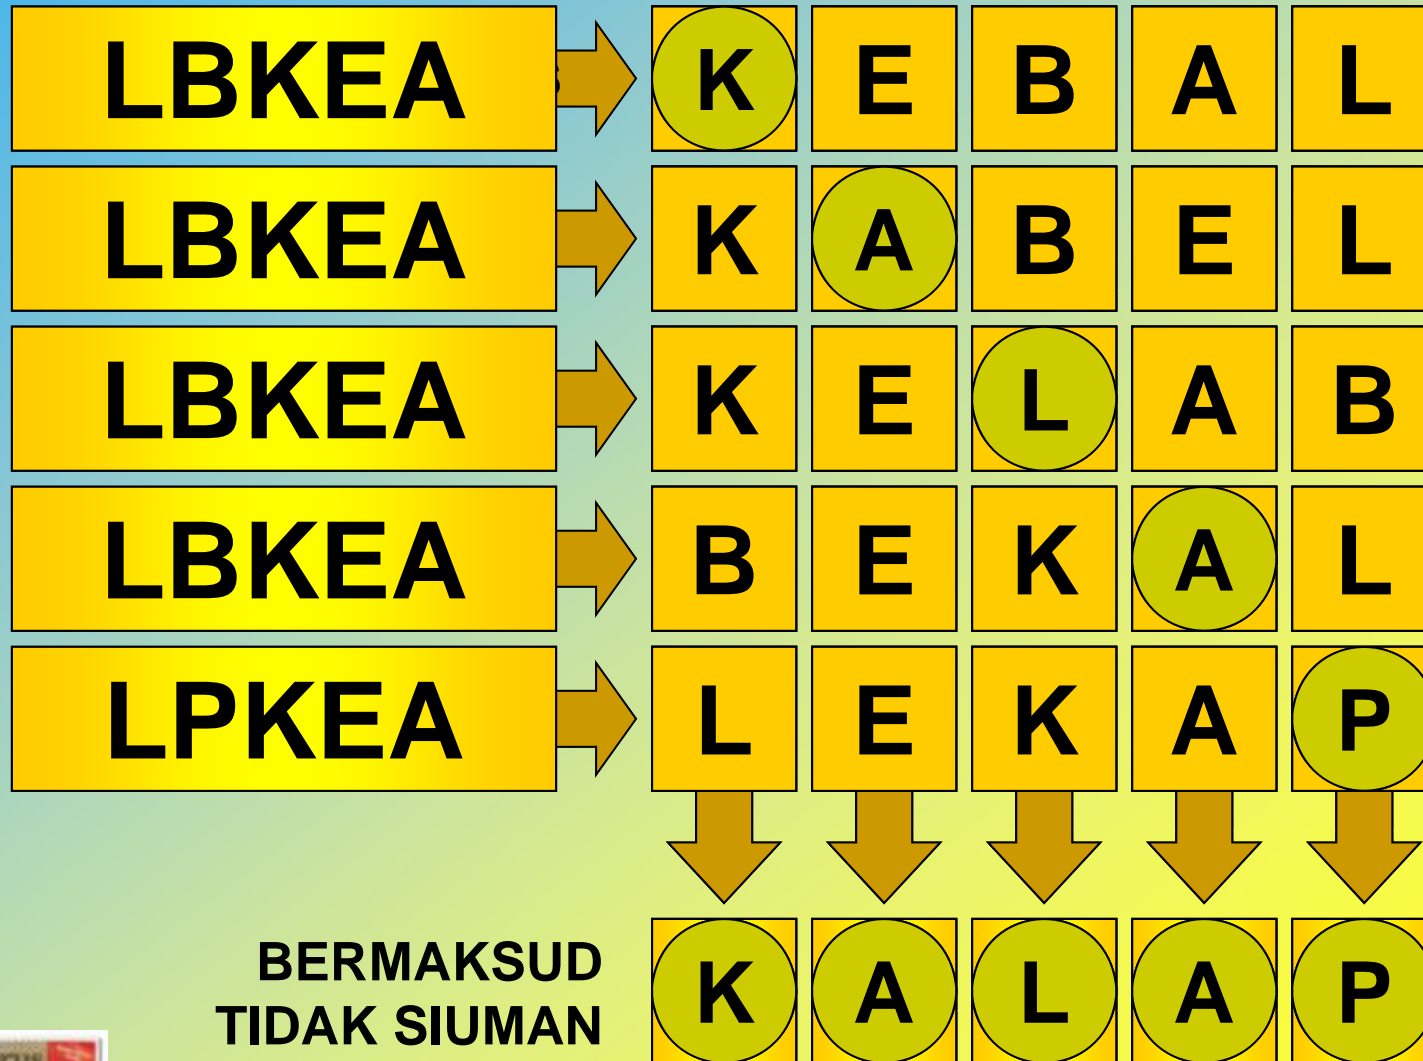 LBKEA K E B A L
LBKEA K A B E L
LBKEA K E L A B
LBKEA B E K A L
LPKEA L E K A P
BERMAKSUD
TIDAK SIUMAN
K A L A P